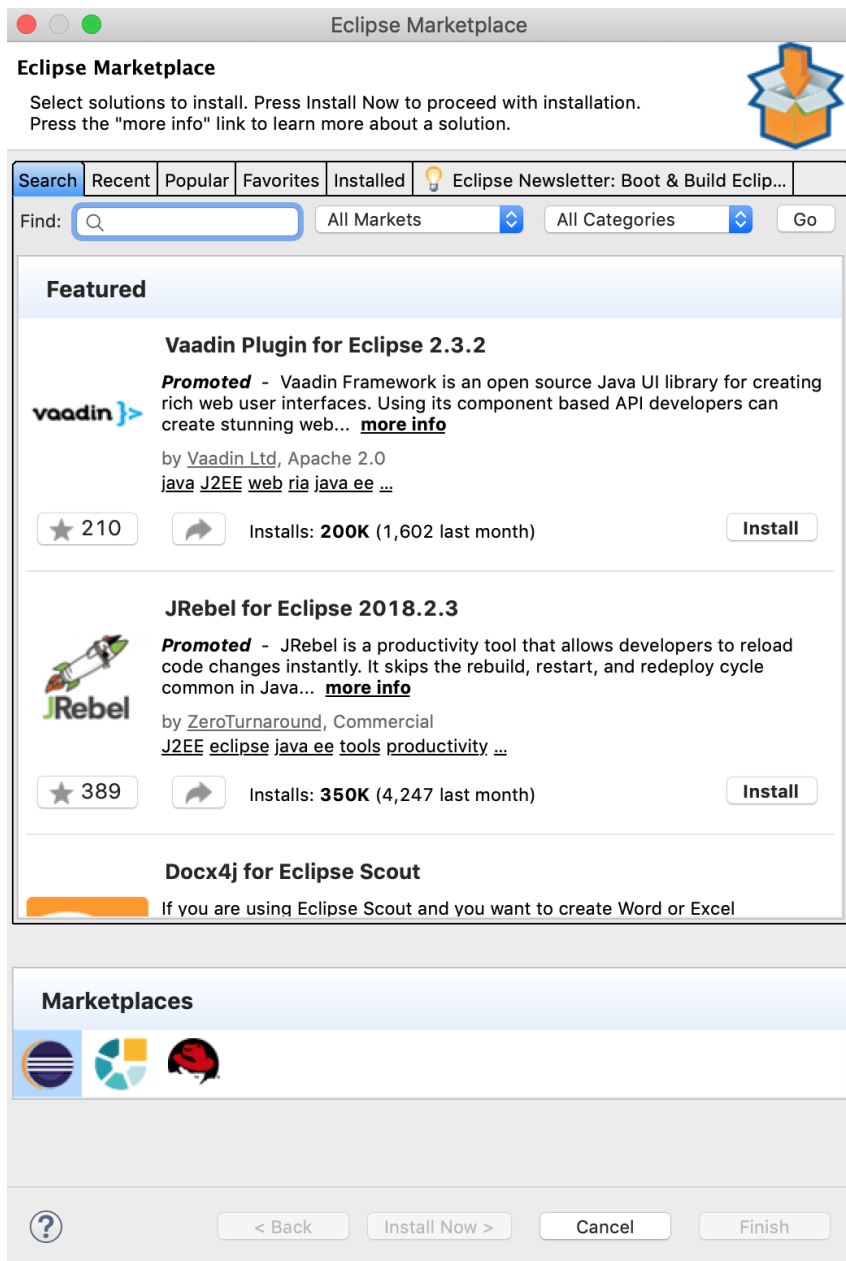 Eclipse Marketplace
Eclipse Marketplace
Select solutions to install. Press Install Now to proceed with installation.
Press the "more info" link to learn more about a solution.
Search Recent Popular Favorites Installed Eclipse Newsletter: Boot & Build Eclip...
Find: All Markets All Categories Go
Featured
Vaadin Plugin for Eclipse 2.3.2
Promoted - Vaadin Framework is an open source Java UI library for creating
rich web user interfaces. Using its component based API developers can
create stunning web... more info
vaadin }>
by Vaadin Ltd, Apache 2.0
java J2EE web ria java ee ...
210 Installs: 200K (1,602 last month) Install
JRebel for Eclipse 2018.2.3
Promoted - JRebel is a productivity tool that allows developers to reload
code changes instantly. It skips the rebuild, restart, and redeploy cycle
common in Java... more info
JRebel
by ZeroTurnaround, Commercial
J2EE eclipse java ee tools productivity ...
389 Installs: 350K (4,247 last month) Install
Docx4j for Eclipse Scout
If you are using Eclipse Scout and you want to create Word or Excel
Marketplaces
? < Back Install Now > Cancel Finish